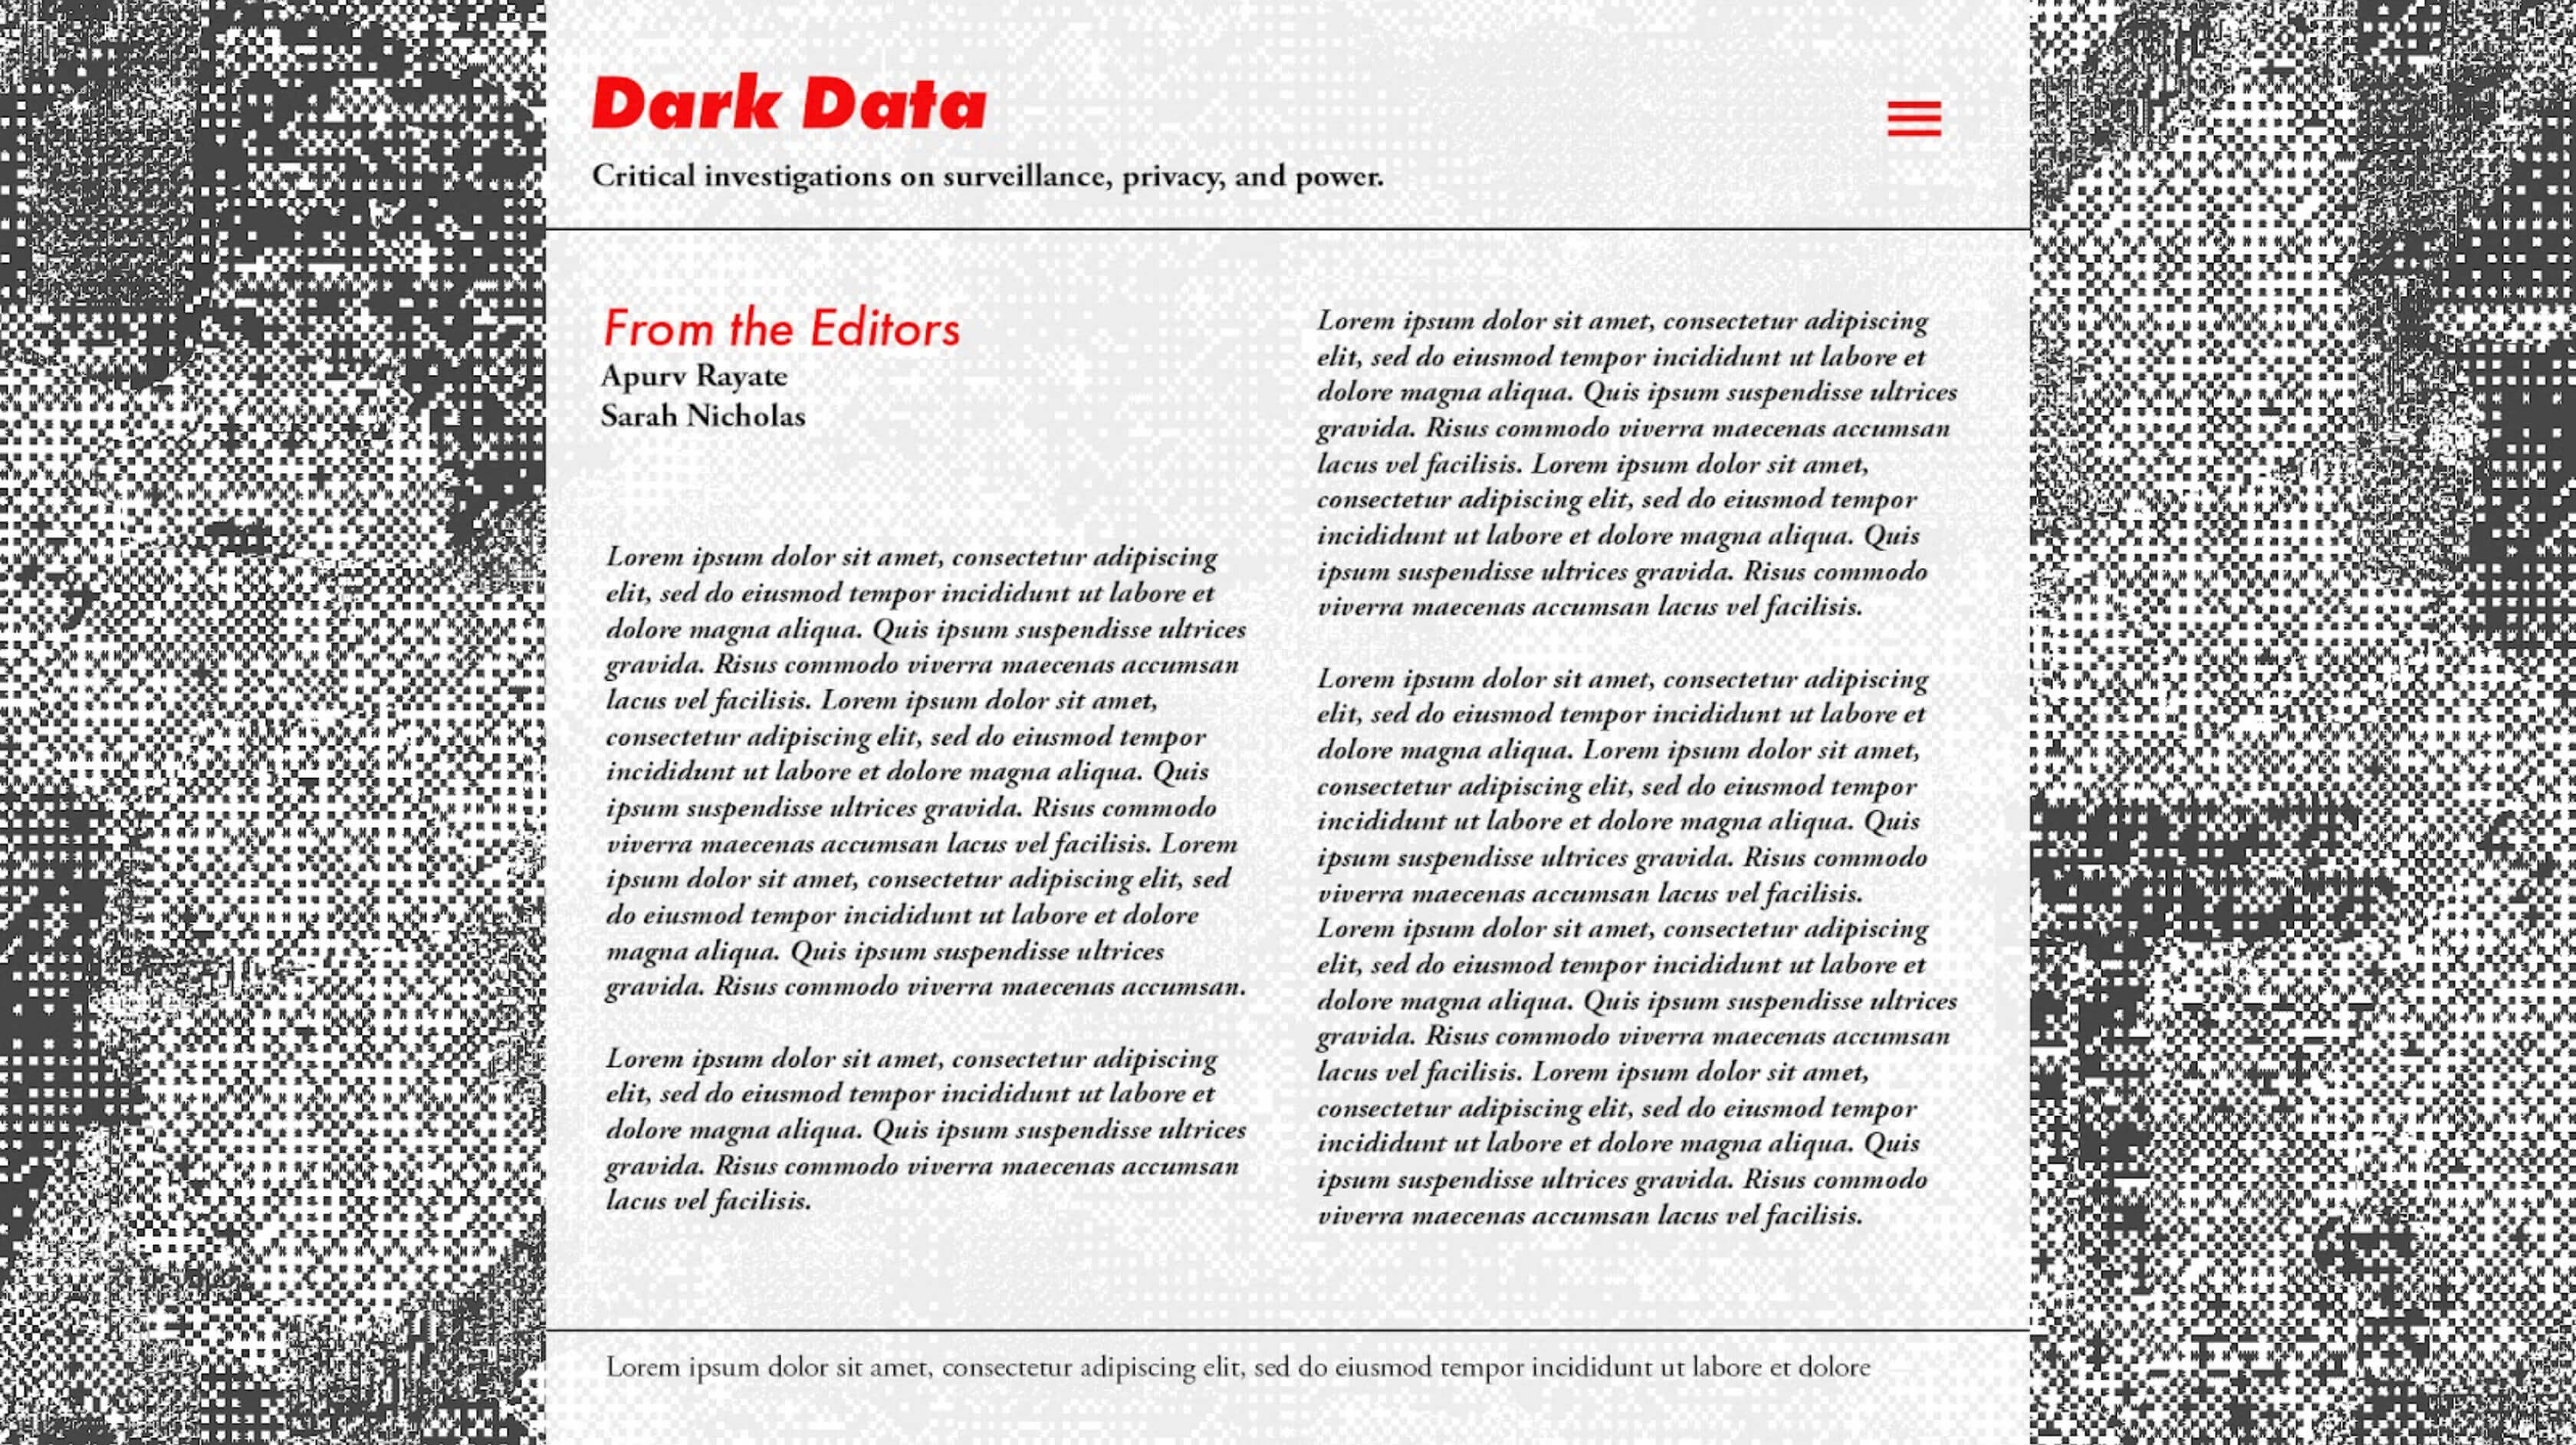 Dark Data
Critical investigations on surveillance, privacy, and power.
From the Editors
Apurv Rayate
Sarah Nicholas
Lorem ipsum dolor sit amet, consectetur adipiscing
elit, sed do eiusmod tempor incididunt ut labore et
dolore magna aliqua. Quis ipsum suspendisse ultrices
gravida. Risus commodo viverra maecenas accumsan
lacus vel facilisis. Lorem ipsum dolor sit amet,
consectetur adipiscing elit, sed do eiusmod tempor
incididunt ut labore et dolore magna aliqua. Quis
ipsum suspendisse ultrices gravida. Risus commodo
viverra maecenas accumsan lacus vel facilisis. Lorem
ipsum dolor sit amet, consectetur adipiscing elit, sed
do eiusmod tempor incididunt ut labore et dolore
magna aliqua. Quis ipsum suspendisse ultrices
gravida. Risus commodo viverra maecenas accumsan.
Lorem ipsum dolor sit amet, consectetur adipiscing
elit, sed do eiusmod tempor incididunt ut labore et
dolore magna aliqua. Quis ipsum suspendisse ultrices
gravida. Risus commodo viverra maecenas accumsan
lacus vel facilisis.
Lorem ipsum dolor sit amet, consectetur adipiscing
elit, sed do eiusmod tempor incididunt ut labore et
dolore magna aliqua. Quis ipsum suspendisse ultrices
gravida. Risus commodo viverra maecenas accumsan
lacus vel facilisis. Lorem ipsum dolor sit amet,
consectetur adipiscing elit, sed do eiusmod tempor
incididunt ut labore et dolore magna aliqua. Quis
ipsum suspendisse ultrices gravida. Risus commodo
viverra maecenas accumsan lacus vel facilisis.
Lorem ipsum dolor sit amet, consectetur adipiscing
elit, sed do eiusmod tempor incididunt ut labore et
dolore magna aliqua. Lorem ipsum dolor sit amet,
consectetur adipiscing elit, sed do eiusmod tempor
incididunt ut labore et dolore magna aliqua. Quis
ipsum suspendisse ultrices gravida. Risus commodo
viverra maecenas accumsan lacus vel facilisis.
Lorem ipsum dolor sit amet, consectetur adipiscing
elit, sed do eiusmod tempor incididunt ut labore et
dolore magna aliqua. Quis ipsum suspendisse ultrices
gravida. Risus commodo viverra maecenas accumsan
lacus vel facilisis. Lorem ipsum dolor sit amet,
consectetur adipiscing elit, sed do eiusmod tempor
incididunt ut labore et dolore magna aliqua. Quis
ipsum suspendisse ultrices gravida. Risus commodo
viverra maecenas accumsan lacus vel facilisis.
Lorem ipsum dolor sit amet, consectetur adipiscing elit, sed do eiusmod tempor incididunt ut labore et dolore